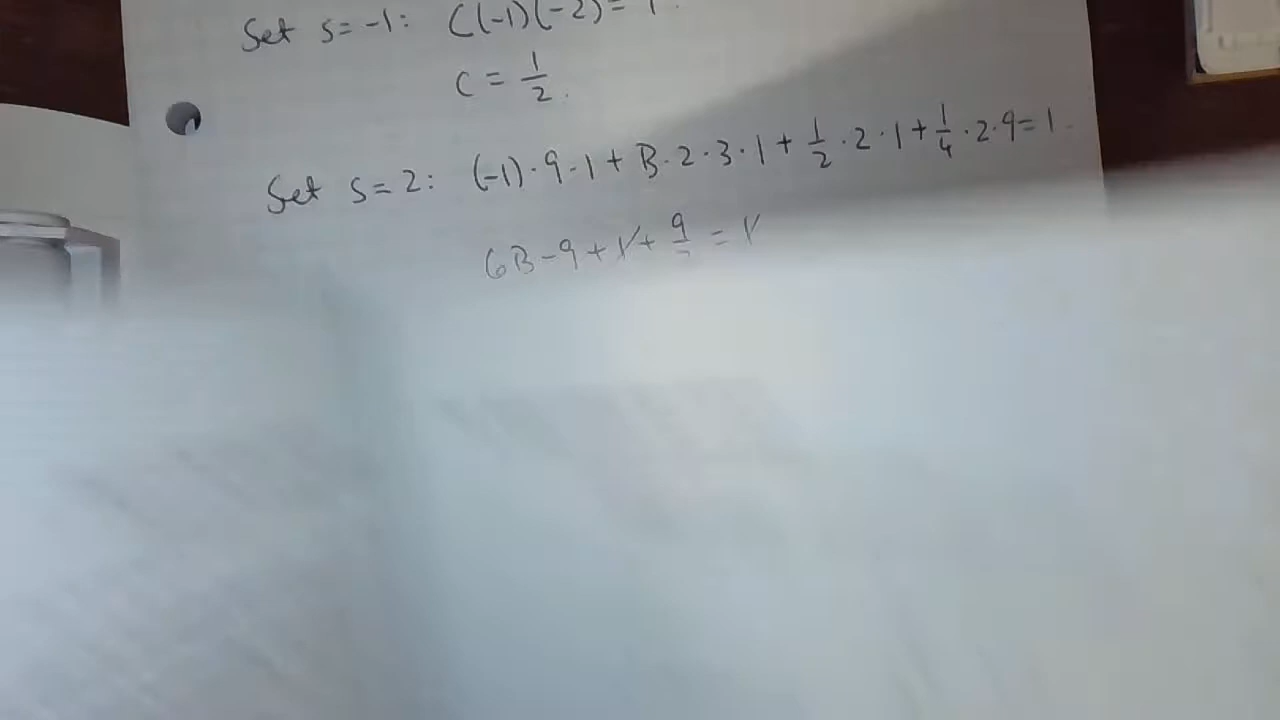 Set s=-1: C(-1)(-2)=1.
C = 1/2.
Set s=2: (-1)·9·1 + B·2·3·1 + 1/2·2·1 + 1/4·2·9=1.
6B-9+1+9 = 1